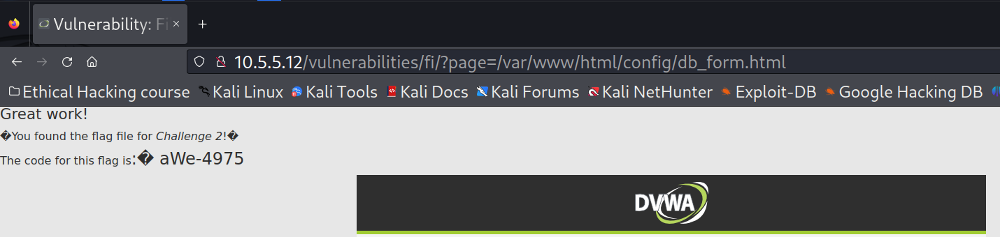 Vulnerability: Fi
10.5.5.12/vulnerabilities/fi/?page=/var/www/html/config/db_form.html
Ethical Hacking course Kali Linux Kali Tools Kali Docs Kali Forums Kali NetHunter Exploit-DB Google Hacking DB
Great work!
�You found the flag file for Challenge 2!�
The code for this flag is:� aWe-4975
DVWA